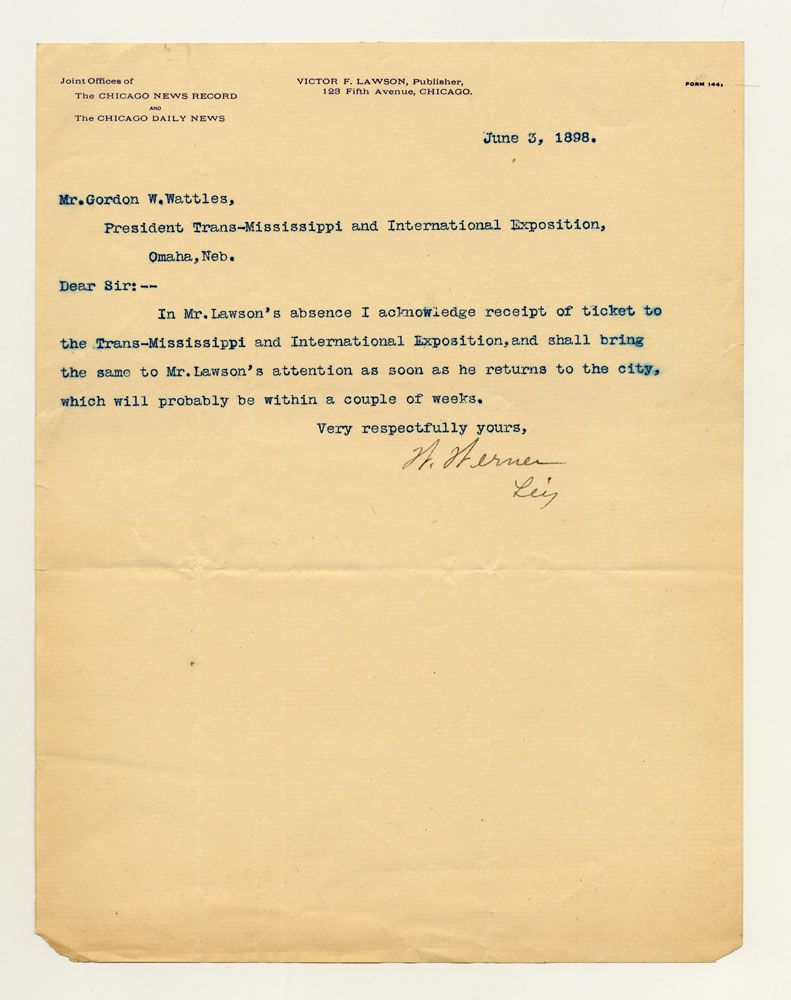 Joint Offices of
The CHICAGO NEWS RECORD
AND
The CHICAGO DAILY NEWS
VICTOR F. LAWSON, Publisher,
123 Fifth Avenue, CHICAGO.
FORM 144,
June 3, 1898.
Mr.Gordon W.Wattles,
President Trans-Mississippi and International Exposition,
Omaha,Neb.
Dear Sir:--
In Mr.Lawson's absence I acknowledge receipt of ticket to
the Trans-Mississippi and International Exposition,and shall bring
the same to Mr.Lawson's attention as soon as he returns to the city,
which will probably be within a couple of weeks.
Very respectfully yours,
W. Werner